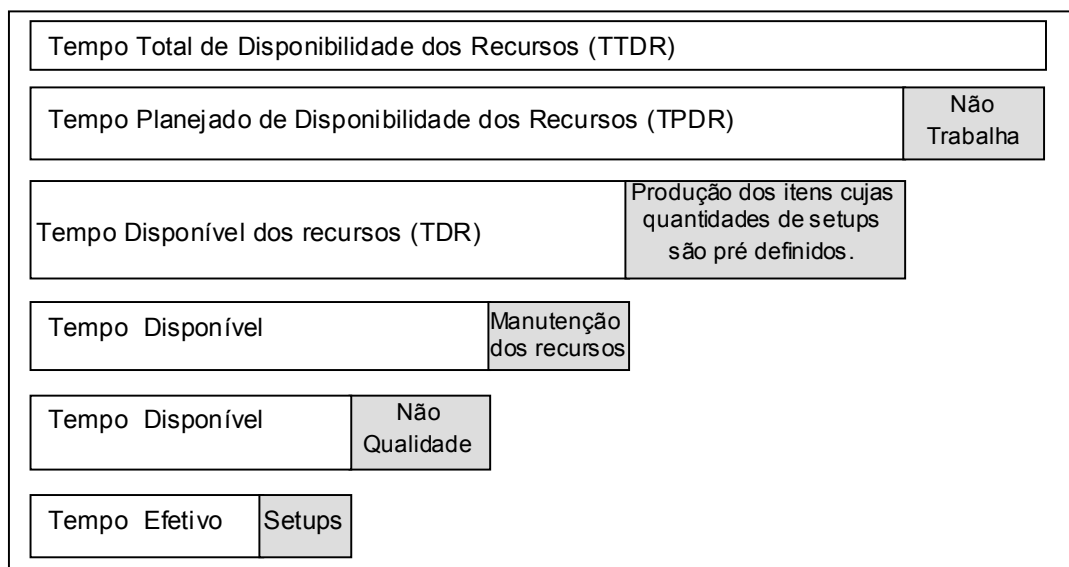 Tempo Total de Disponibilidade dos Recursos (TTDR)
Tempo Planejado de Disponibilidade dos Recursos (TPDR)
Não
Trabalha
Tempo Disponível dos recursos (TDR)
Produção dos itens cujas
quantidades de setups
são pré definidos.
Tempo Disponível
Manutenção
dos recursos
Tempo Disponível
Não
Qualidade
Tempo Efetivo
Setups